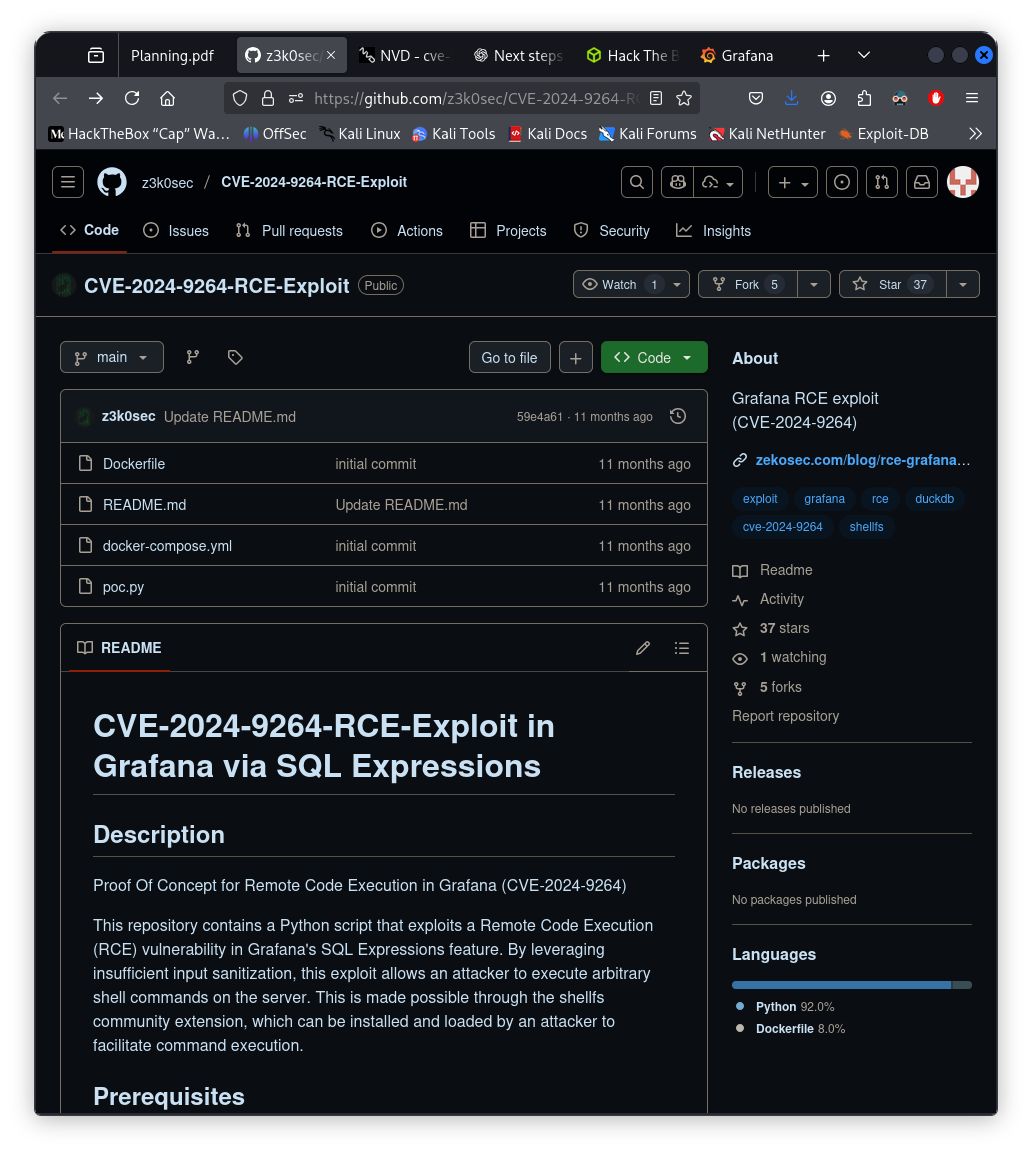 Planning.pdf
z3k0sec/
NVD - cve-
Next steps
Hack The B
Grafana
https://github.com/z3k0sec/CVE-2024-9264-RC
HackTheBox “Cap” Wa…
OffSec
Kali Linux
Kali Tools
Kali Docs
Kali Forums
Kali NetHunter
Exploit-DB
z3k0sec / CVE-2024-9264-RCE-Exploit
Code
Issues
Pull requests
Actions
Projects
Security
Insights
CVE-2024-9264-RCE-Exploit Public
Watch 1
Fork 5
Star 37
main
Go to file
Code
z3k0sec Update README.md 59e4a61 · 11 months ago
Dockerfile initial commit 11 months ago
README.md Update README.md 11 months ago
docker-compose.yml initial commit 11 months ago
poc.py initial commit 11 months ago
README
CVE-2024-9264-RCE-Exploit in
Grafana via SQL Expressions
Description
Proof Of Concept for Remote Code Execution in Grafana (CVE-2024-9264)
This repository contains a Python script that exploits a Remote Code Execution
(RCE) vulnerability in Grafana's SQL Expressions feature. By leveraging
insufficient input sanitization, this exploit allows an attacker to execute arbitrary
shell commands on the server. This is made possible through the shellfs
community extension, which can be installed and loaded by an attacker to
facilitate command execution.
Prerequisites
About
Grafana RCE exploit
(CVE-2024-9264)
zekosec.com/blog/rce-grafana…
exploit grafana rce duckdb
cve-2024-9264 shellfs
Readme
Activity
37 stars
1 watching
5 forks
Report repository
Releases
No releases published
Packages
No packages published
Languages
Python 92.0%
Dockerfile 8.0%